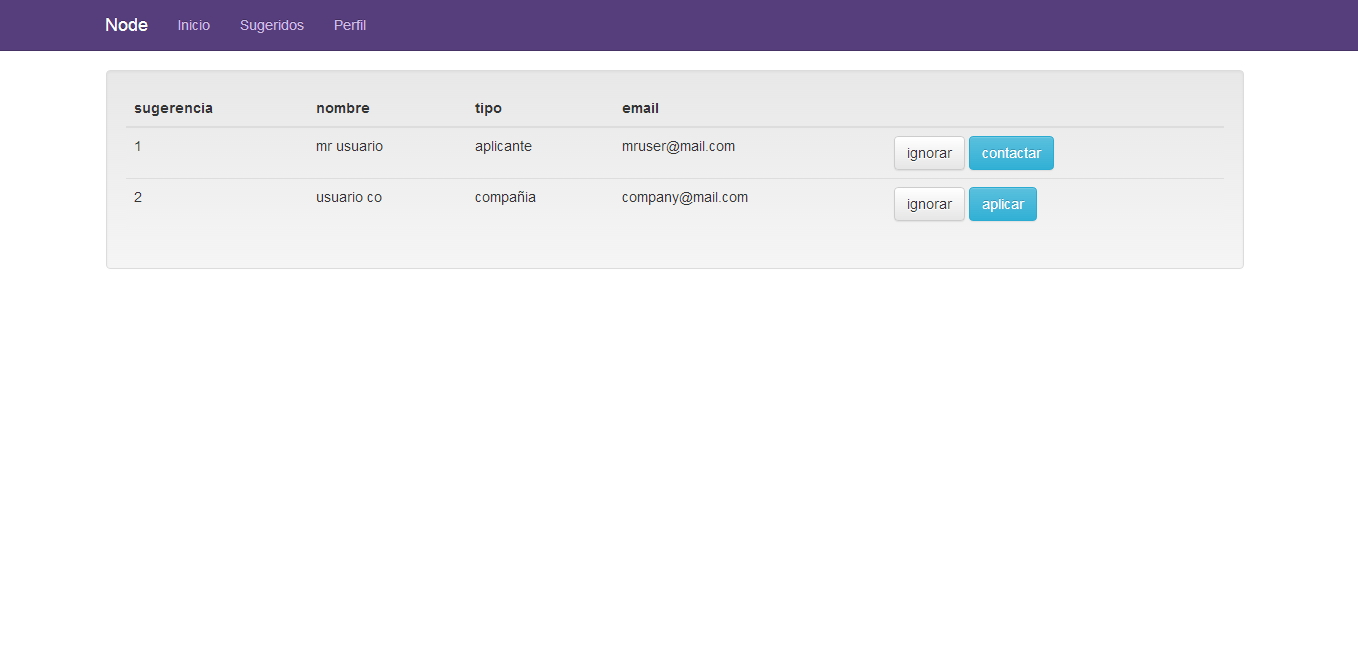 Node Inicio Sugeridos Perfil
sugerencia nombre tipo email
1 mr usuario aplicante mruser@mail.com ignorar contactar
2 usuario co compañia company@mail.com ignorar aplicar